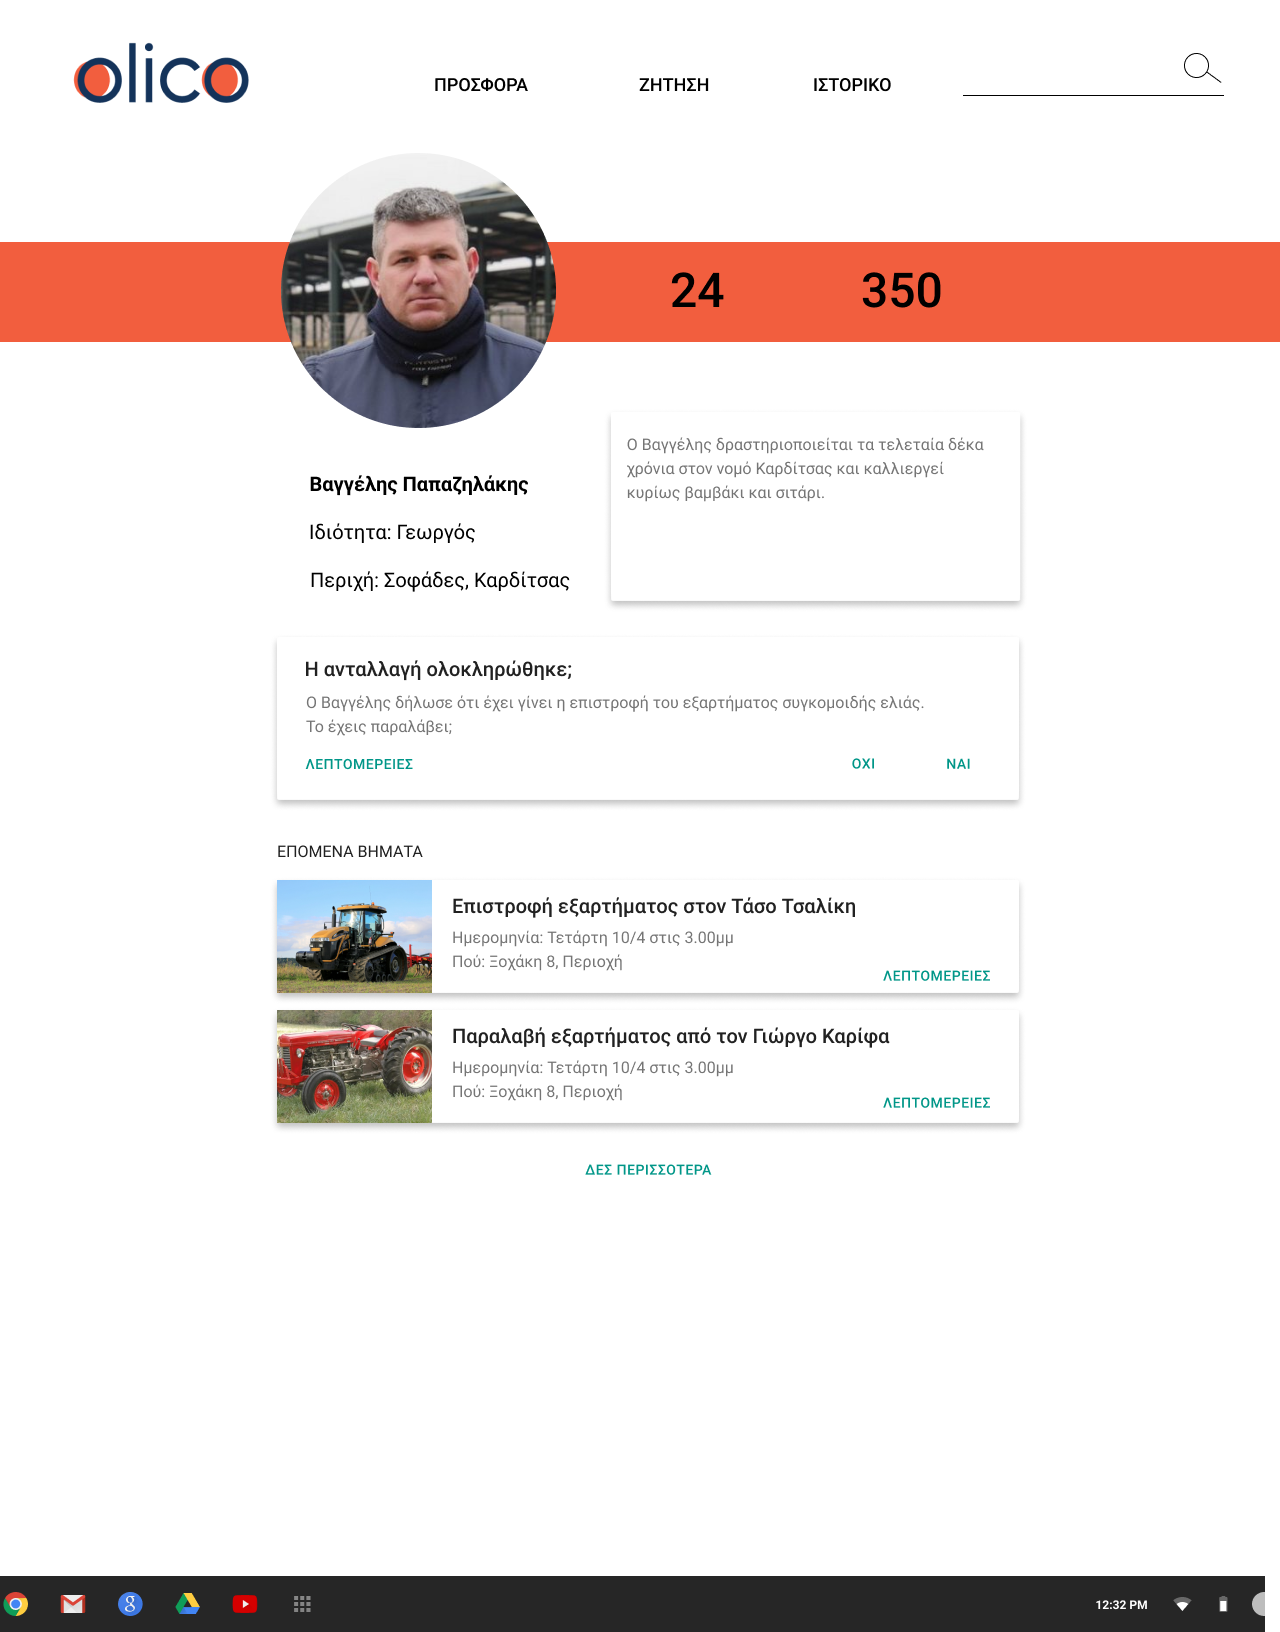 olico
ΠΡΟΣΦΟΡΑ
ΖΗΤΗΣΗ
ΙΣΤΟΡΙΚΟ
24
350
Ο Βαγγέλης δραστηριοποιείται τα τελεταία δέκα
χρόνια στον νομό Καρδίτσας και καλλιεργεί
κυρίως βαμβάκι και σιτάρι.
Βαγγέλης Παπαζηλάκης
Ιδιότητα: Γεωργός
Περιχή: Σοφάδες, Καρδίτσας
Η ανταλλαγή ολοκληρώθηκε;
Ο Βαγγέλης δήλωσε ότι έχει γίνει η επιστροφή του εξαρτήματος συγκομοιδής ελιάς.
Το έχεις παραλάβει;
ΛΕΠΤΟΜΕΡΕΙΕΣ
ΟΧΙ
ΝΑΙ
ΕΠΟΜΕΝΑ ΒΗΜΑΤΑ
Επιστροφή εξαρτήματος στον Τάσο Τσαλίκη
Ημερομηνία: Τετάρτη 10/4 στις 3.00μμ
Πού: Ξοχάκη 8, Περιοχή
ΛΕΠΤΟΜΕΡΕΙΕΣ
Παραλαβή εξαρτήματος από τον Γιώργο Καρίφα
Ημερομηνία: Τετάρτη 10/4 στις 3.00μμ
Πού: Ξοχάκη 8, Περιοχή
ΛΕΠΤΟΜΕΡΕΙΕΣ
ΔΕΣ ΠΕΡΙΣΣΟΤΕΡΑ
12:32 PM